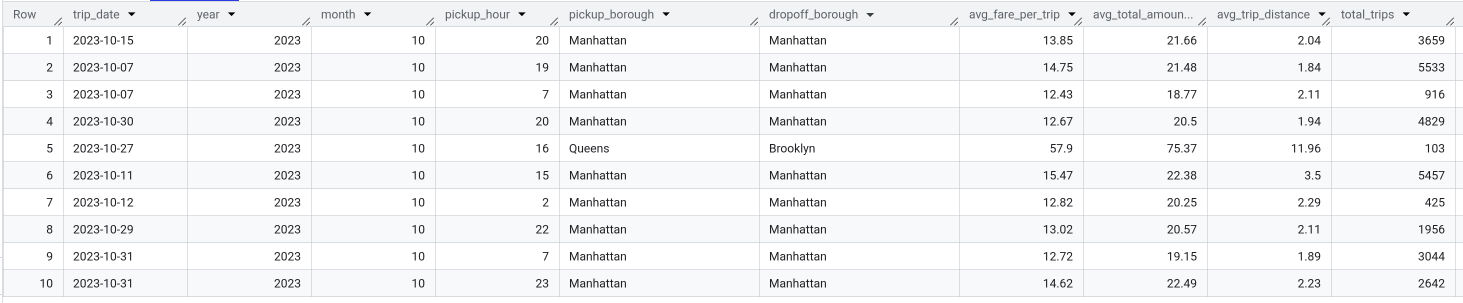 Row trip_date year month pickup_hour pickup_borough dropoff_borough avg_fare_per_trip avg_total_amoun... avg_trip_distance total_trips
1 2023-10-15 2023 10 20 Manhattan Manhattan 13.85 21.66 2.04 3659
2 2023-10-07 2023 10 19 Manhattan Manhattan 14.75 21.48 1.84 5533
3 2023-10-07 2023 10 7 Manhattan Manhattan 12.43 18.77 2.11 916
4 2023-10-30 2023 10 20 Manhattan Manhattan 12.67 20.5 1.94 4829
5 2023-10-27 2023 10 16 Queens Brooklyn 57.9 75.37 11.96 103
6 2023-10-11 2023 10 15 Manhattan Manhattan 15.47 22.38 3.5 5457
7 2023-10-12 2023 10 2 Manhattan Manhattan 12.82 20.25 2.29 425
8 2023-10-29 2023 10 22 Manhattan Manhattan 13.02 20.57 2.11 1956
9 2023-10-31 2023 10 7 Manhattan Manhattan 12.72 19.15 1.89 3044
10 2023-10-31 2023 10 23 Manhattan Manhattan 14.62 22.49 2.23 2642